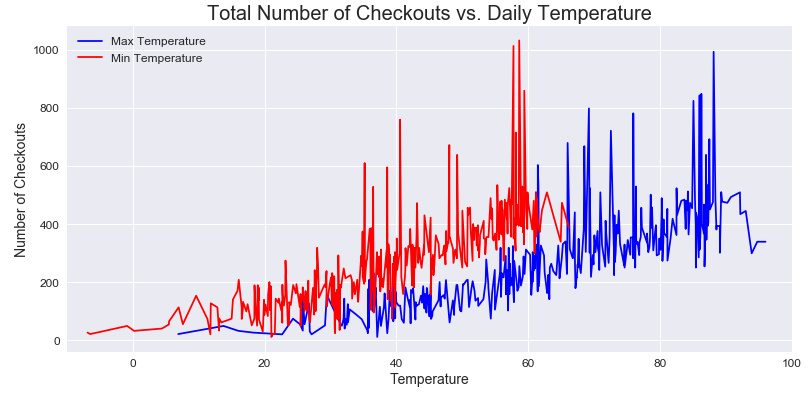 Total Number of Checkouts vs. Daily Temperature
Max Temperature
Min Temperature
Number of Checkouts
1000
800
600
400
200
0
0 20 40 60 80 100
Temperature